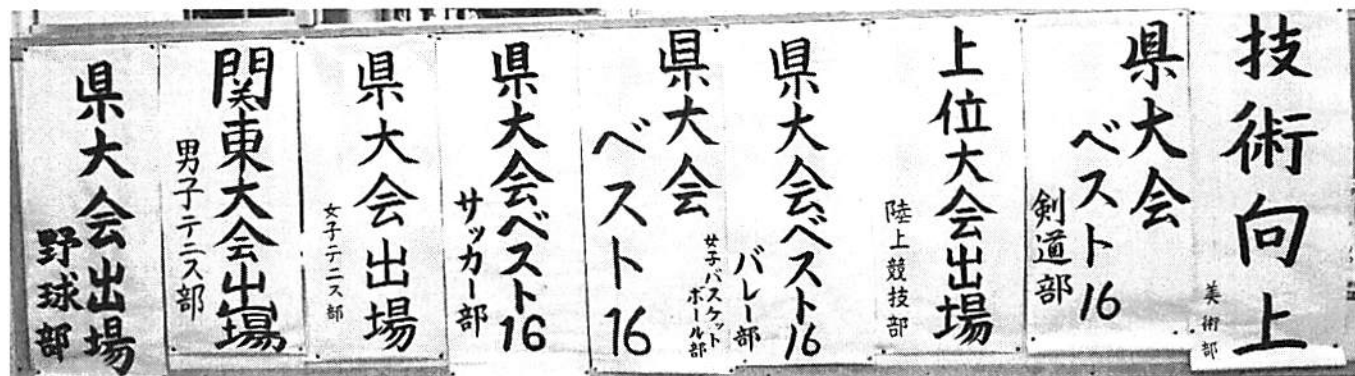 技術向上
美術部
県大会
ベスト16
剣道部
上位大会出場
陸上競技部
県大会ベスト16
バレー部
県大会
ベスト16
女子バスケット
ボール部
県大会ベスト16
サッカー部
県大会出場
女子テニス部
関東大会出場
男子テニス部
県大会出場
野球部